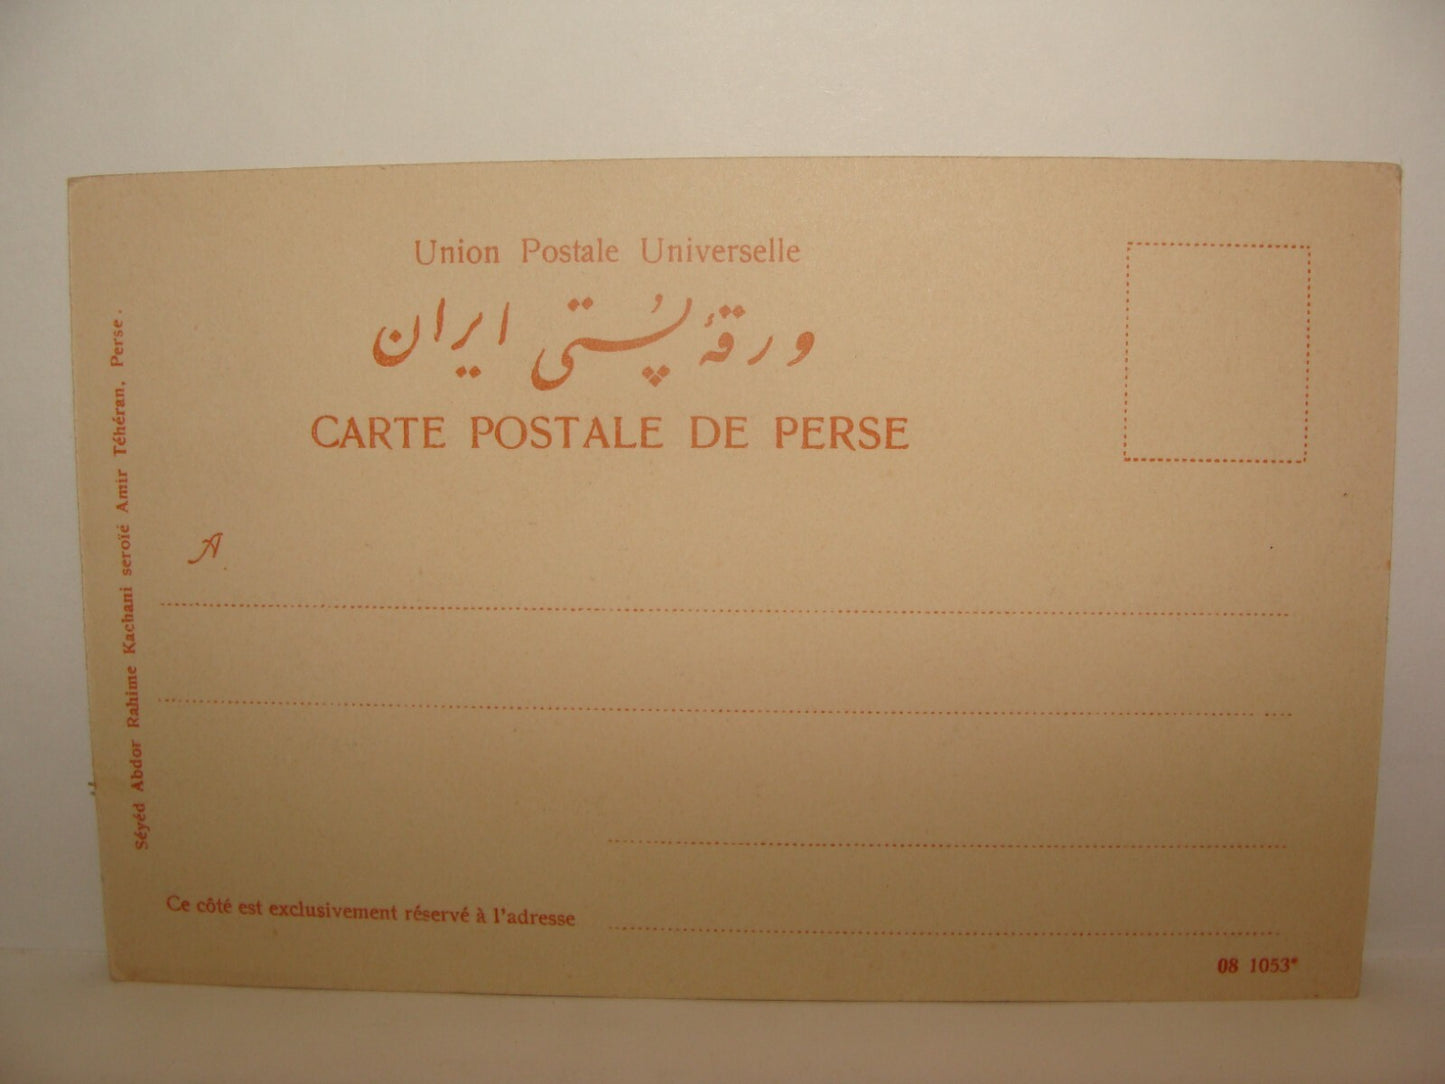 Union Postale Universelle
ورقهٔ پُستی ایران
CARTE POSTALE DE PERSE
A
Séyéd Abdor Rahime Kachani seroïé Amir Téhéran. Perse.
Ce côté est exclusivement réservé à l'adresse
08 1053*